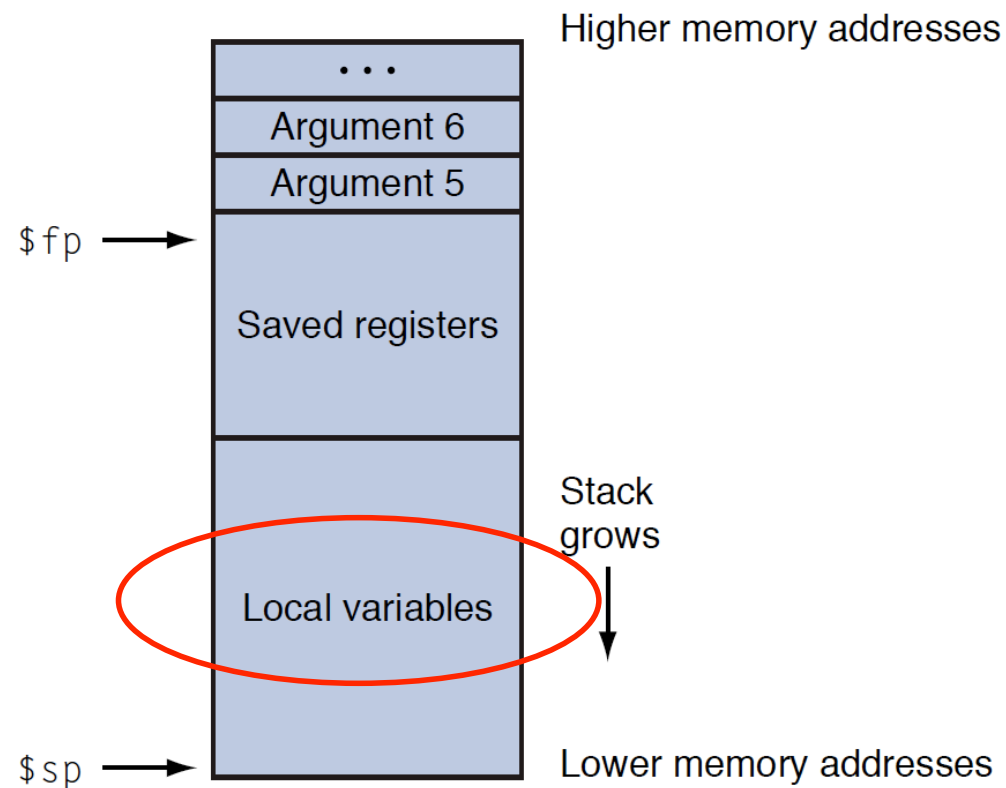 Higher memory addresses
...
Argument 6
Argument 5
$fp
Saved registers
Stack
grows
Local variables
$sp
Lower memory addresses